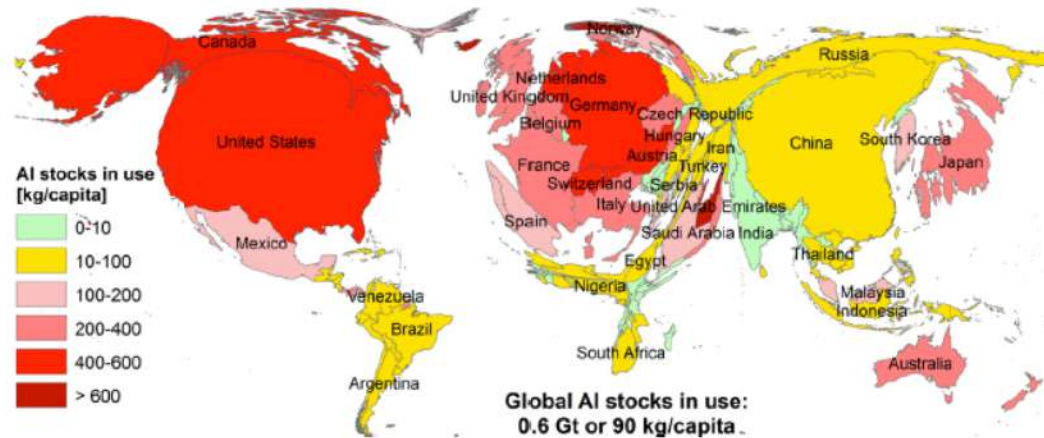 Canada
United States
Mexico
Venezuela
Brazil
Argentina
Norway
Netherlands
United Kingdom
Germany
Belgium
Czech Republic
Hungary
France
Austria
Switzerland
Serbia
Italy
Spain
Turkey
Iran
United Arab Emirates
Saudi Arabia
Egypt
Nigeria
South Africa
Russia
China
South Korea
Japan
India
Thailand
Malaysia
Indonesia
Australia
Al stocks in use
[kg/capita]
0-10
10-100
100-200
200-400
400-600
> 600
Global Al stocks in use:
0.6 Gt or 90 kg/capita